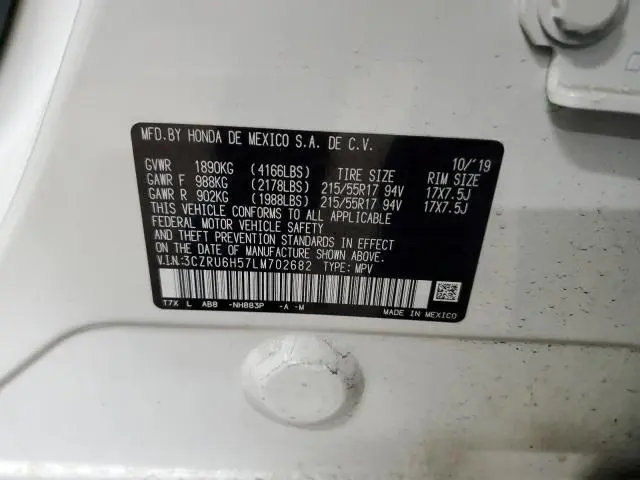 MFD.BY HONDA DE MEXICO S.A. DE C.V.
10/'19
GVWR 1890KG (4166LBS) TIRE SIZE RIM SIZE
GAWR F 988KG (2178LBS) 215/55R17 94V 17X7.5J
GAWR R 902KG (1988LBS) 215/55R17 94V 17X7.5J
THIS VEHICLE CONFORMS TO ALL APPLICABLE
FEDERAL MOTOR VEHICLE SAFETY
AND THEFT PREVENTION STANDARDS IN EFFECT
ON THE DATE OF MANUFACTURE SHOWN ABOVE.
V.I.N:3CZRU6H57LM702682 TYPE: MPV
T7X L AB8 -NH883P -A -M
MADE IN MEXICO